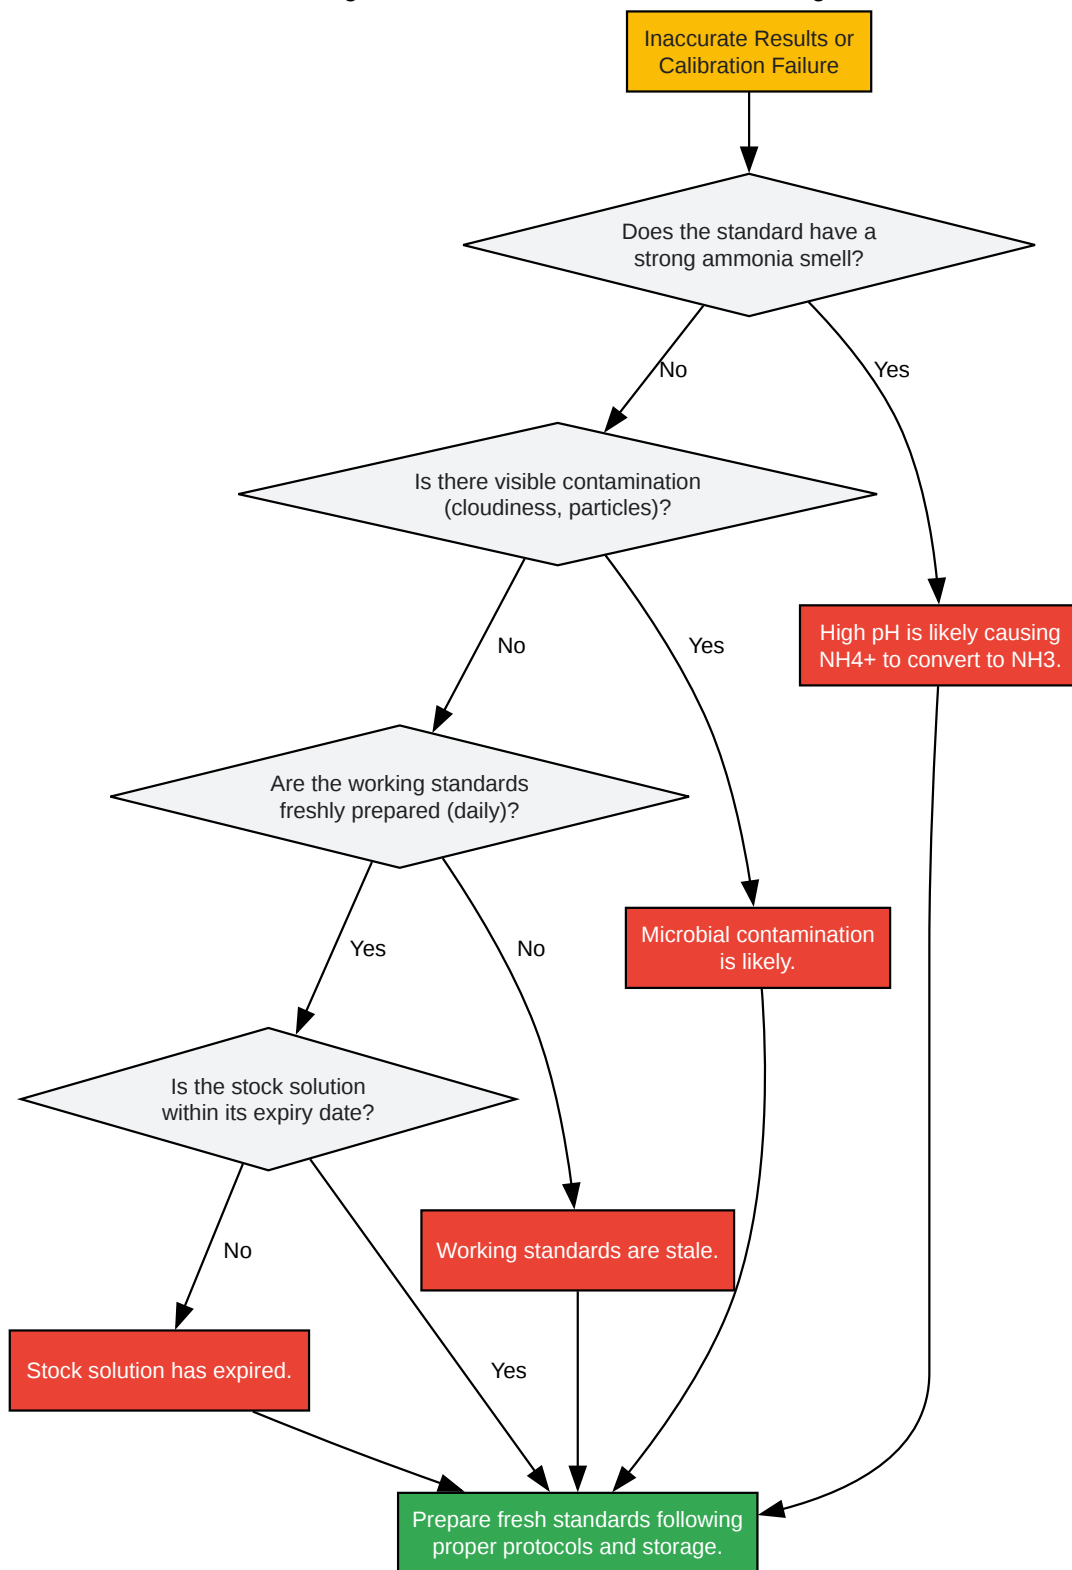 Inaccurate Results or
Calibration Failure
Does the standard have a
strong ammonia smell?
No
Yes
Is there visible contamination
(cloudiness, particles)?
High pH is likely causing
NH4+ to convert to NH3.
No
Yes
Are the working standards
freshly prepared (daily)?
Microbial contamination
is likely.
Yes
No
Is the stock solution
within its expiry date?
No
Working standards are stale.
Stock solution has expired.
Yes
Prepare fresh standards following
proper protocols and storage.